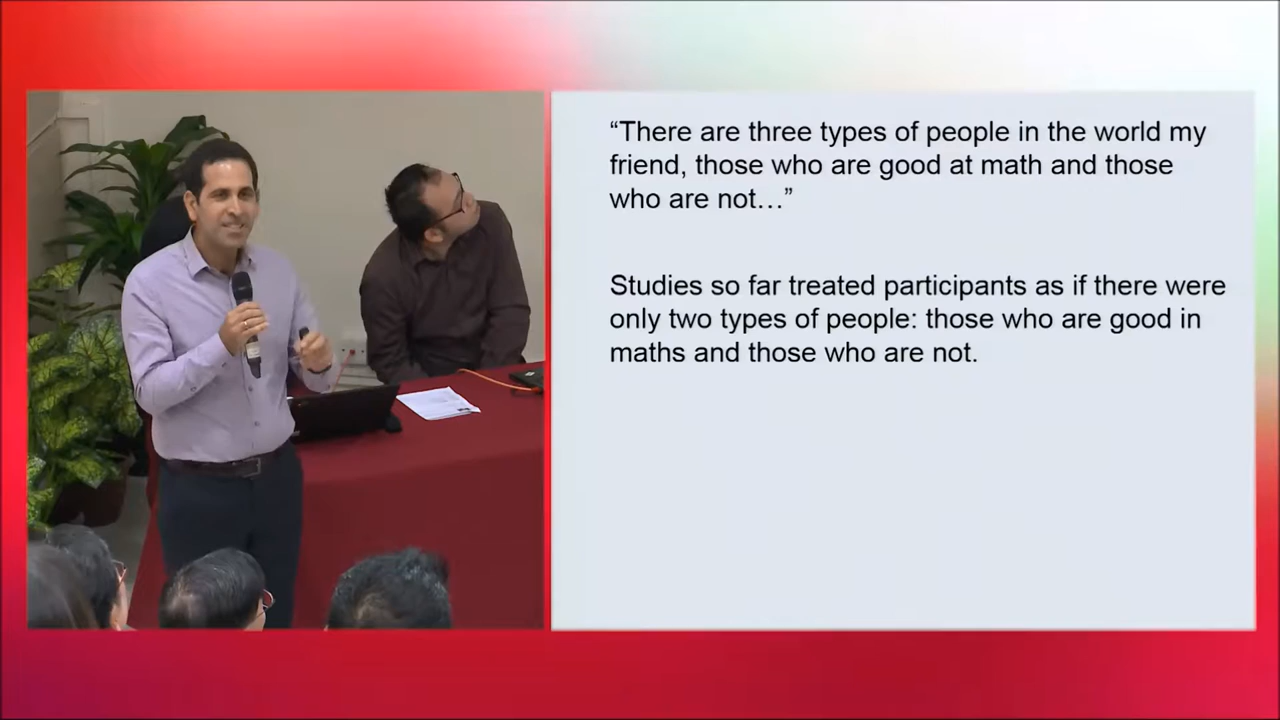 “There are three types of people in the world my
friend, those who are good at math and those
who are not…”
Studies so far treated participants as if there were
only two types of people: those who are good in
maths and those who are not.